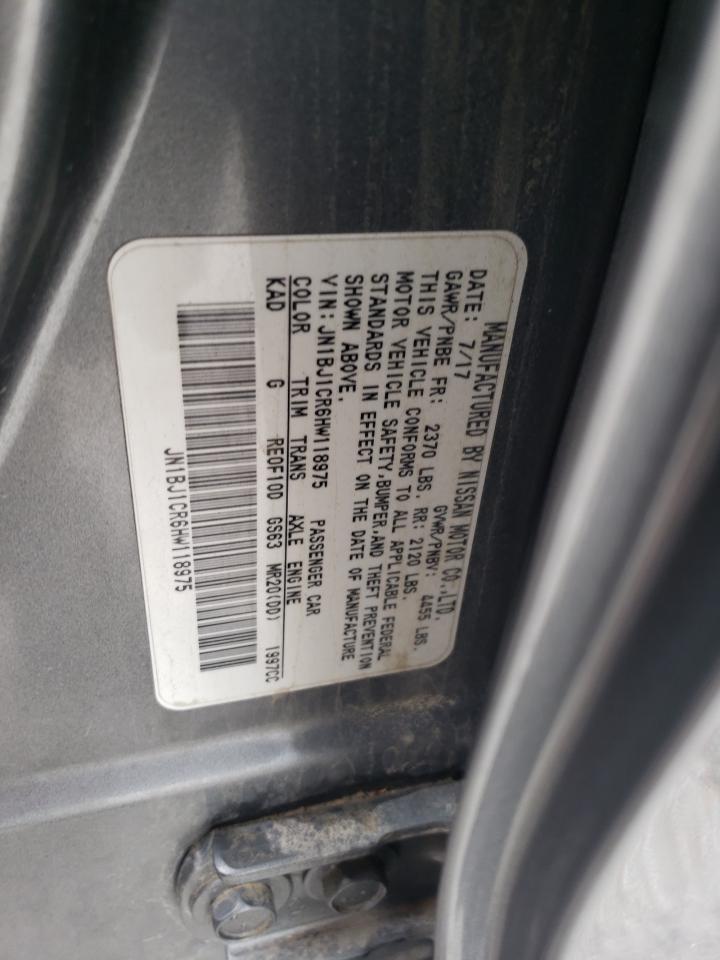 MANUFACTURED BY NISSAN MOTOR CO.,LTD.
DATE: 7/17 GVWR/PNBV: 4455 LBS.
GAWR/PNBE FR: 2370 LBS. RR: 2120 LBS.
THIS VEHICLE CONFORMS TO ALL APPLICABLE FEDERAL
MOTOR VEHICLE SAFETY,BUMPER,AND THEFT PREVENTION
STANDARDS IN EFFECT ON THE DATE OF MANUFACTURE
SHOWN ABOVE.
VIN: JN1BJ1CR6HW118975 PASSENGER CAR
COLOR TRIM TRANS AXLE ENGINE
KAD G RE0F10D GS63 MR20(DD) 1997CC
JN1BJ1CR6HW118975